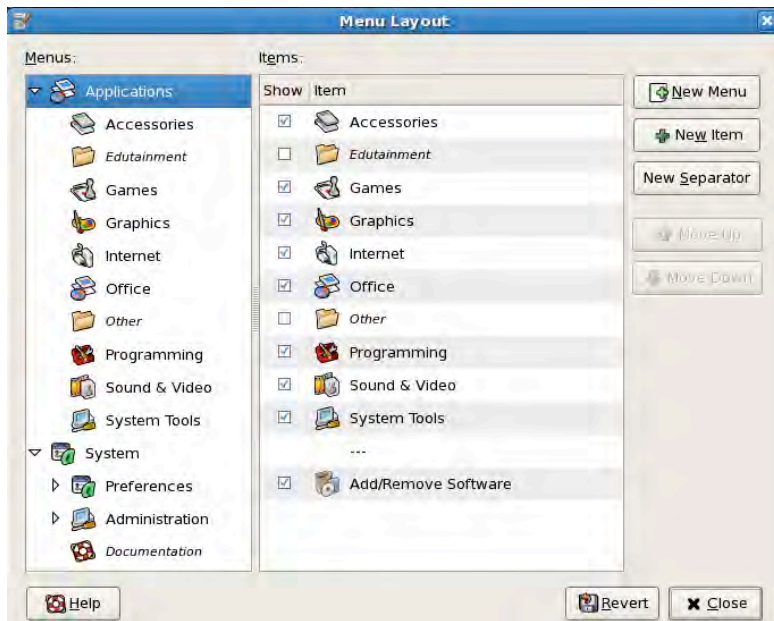 Menu Layout
Menus:
Items:
Applications
Accessories
Edutainment
Games
Graphics
Internet
Office
Other
Programming
Sound & Video
System Tools
System
Preferences
Administration
Documentation
Show Item
Accessories
Edutainment
Games
Graphics
Internet
Office
Other
Programming
Sound & Video
System Tools
---
Add/Remove Software
New Menu
New Item
New Separator
Move Up
Move Down
Help
Revert
Close